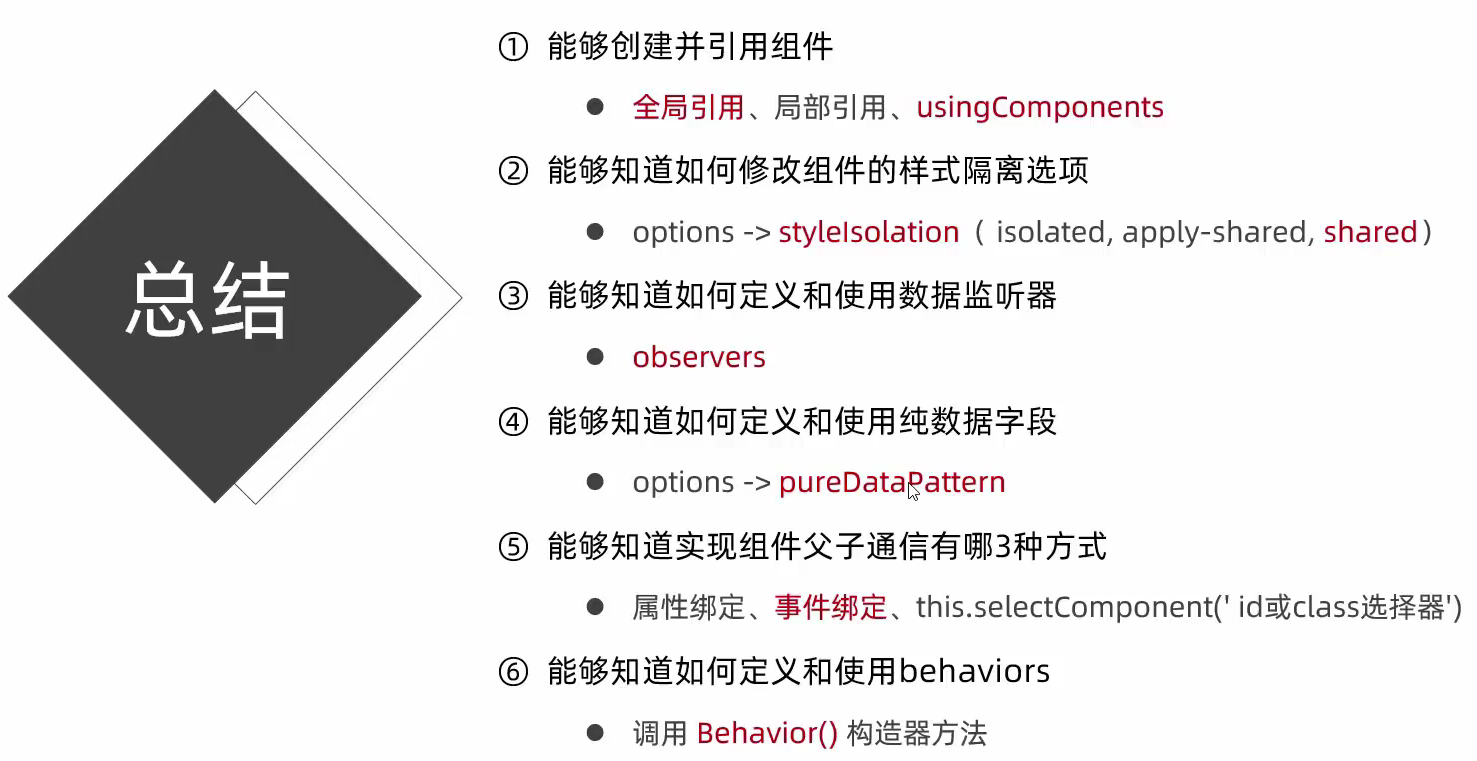 总结
① 能够创建并引用组件
● 全局引用、局部引用、usingComponents
② 能够知道如何修改组件的样式隔离选项
● options -> styleIsolation（ isolated, apply-shared, shared）
③ 能够知道如何定义和使用数据监听器
● observers
④ 能够知道如何定义和使用纯数据字段
● options -> pureDataPattern
⑤ 能够知道实现组件父子通信有哪3种方式
● 属性绑定、事件绑定、this.selectComponent(' id或class选择器')
⑥ 能够知道如何定义和使用behaviors
● 调用 Behavior() 构造器方法